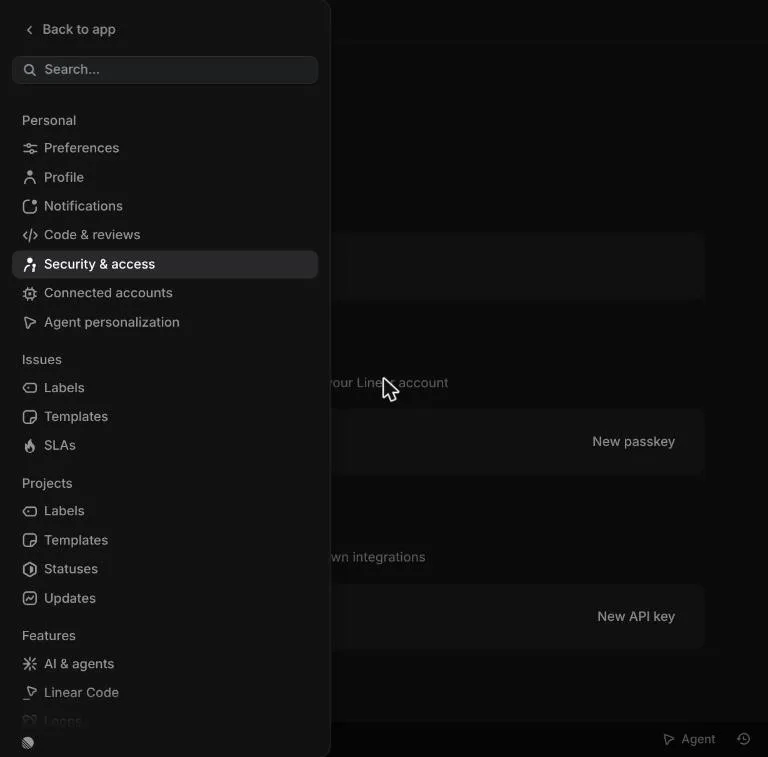 Back to app
Search...
Personal
Preferences
Profile
Notifications
Code & reviews
Security & access
Connected accounts
Agent personalization
Issues
Labels
Templates
SLAs
Projects
Labels
Templates
Statuses
Updates
Features
AI & agents
Linear Code
Loops
your Linear account
New passkey
wn integrations
New API key
Agent